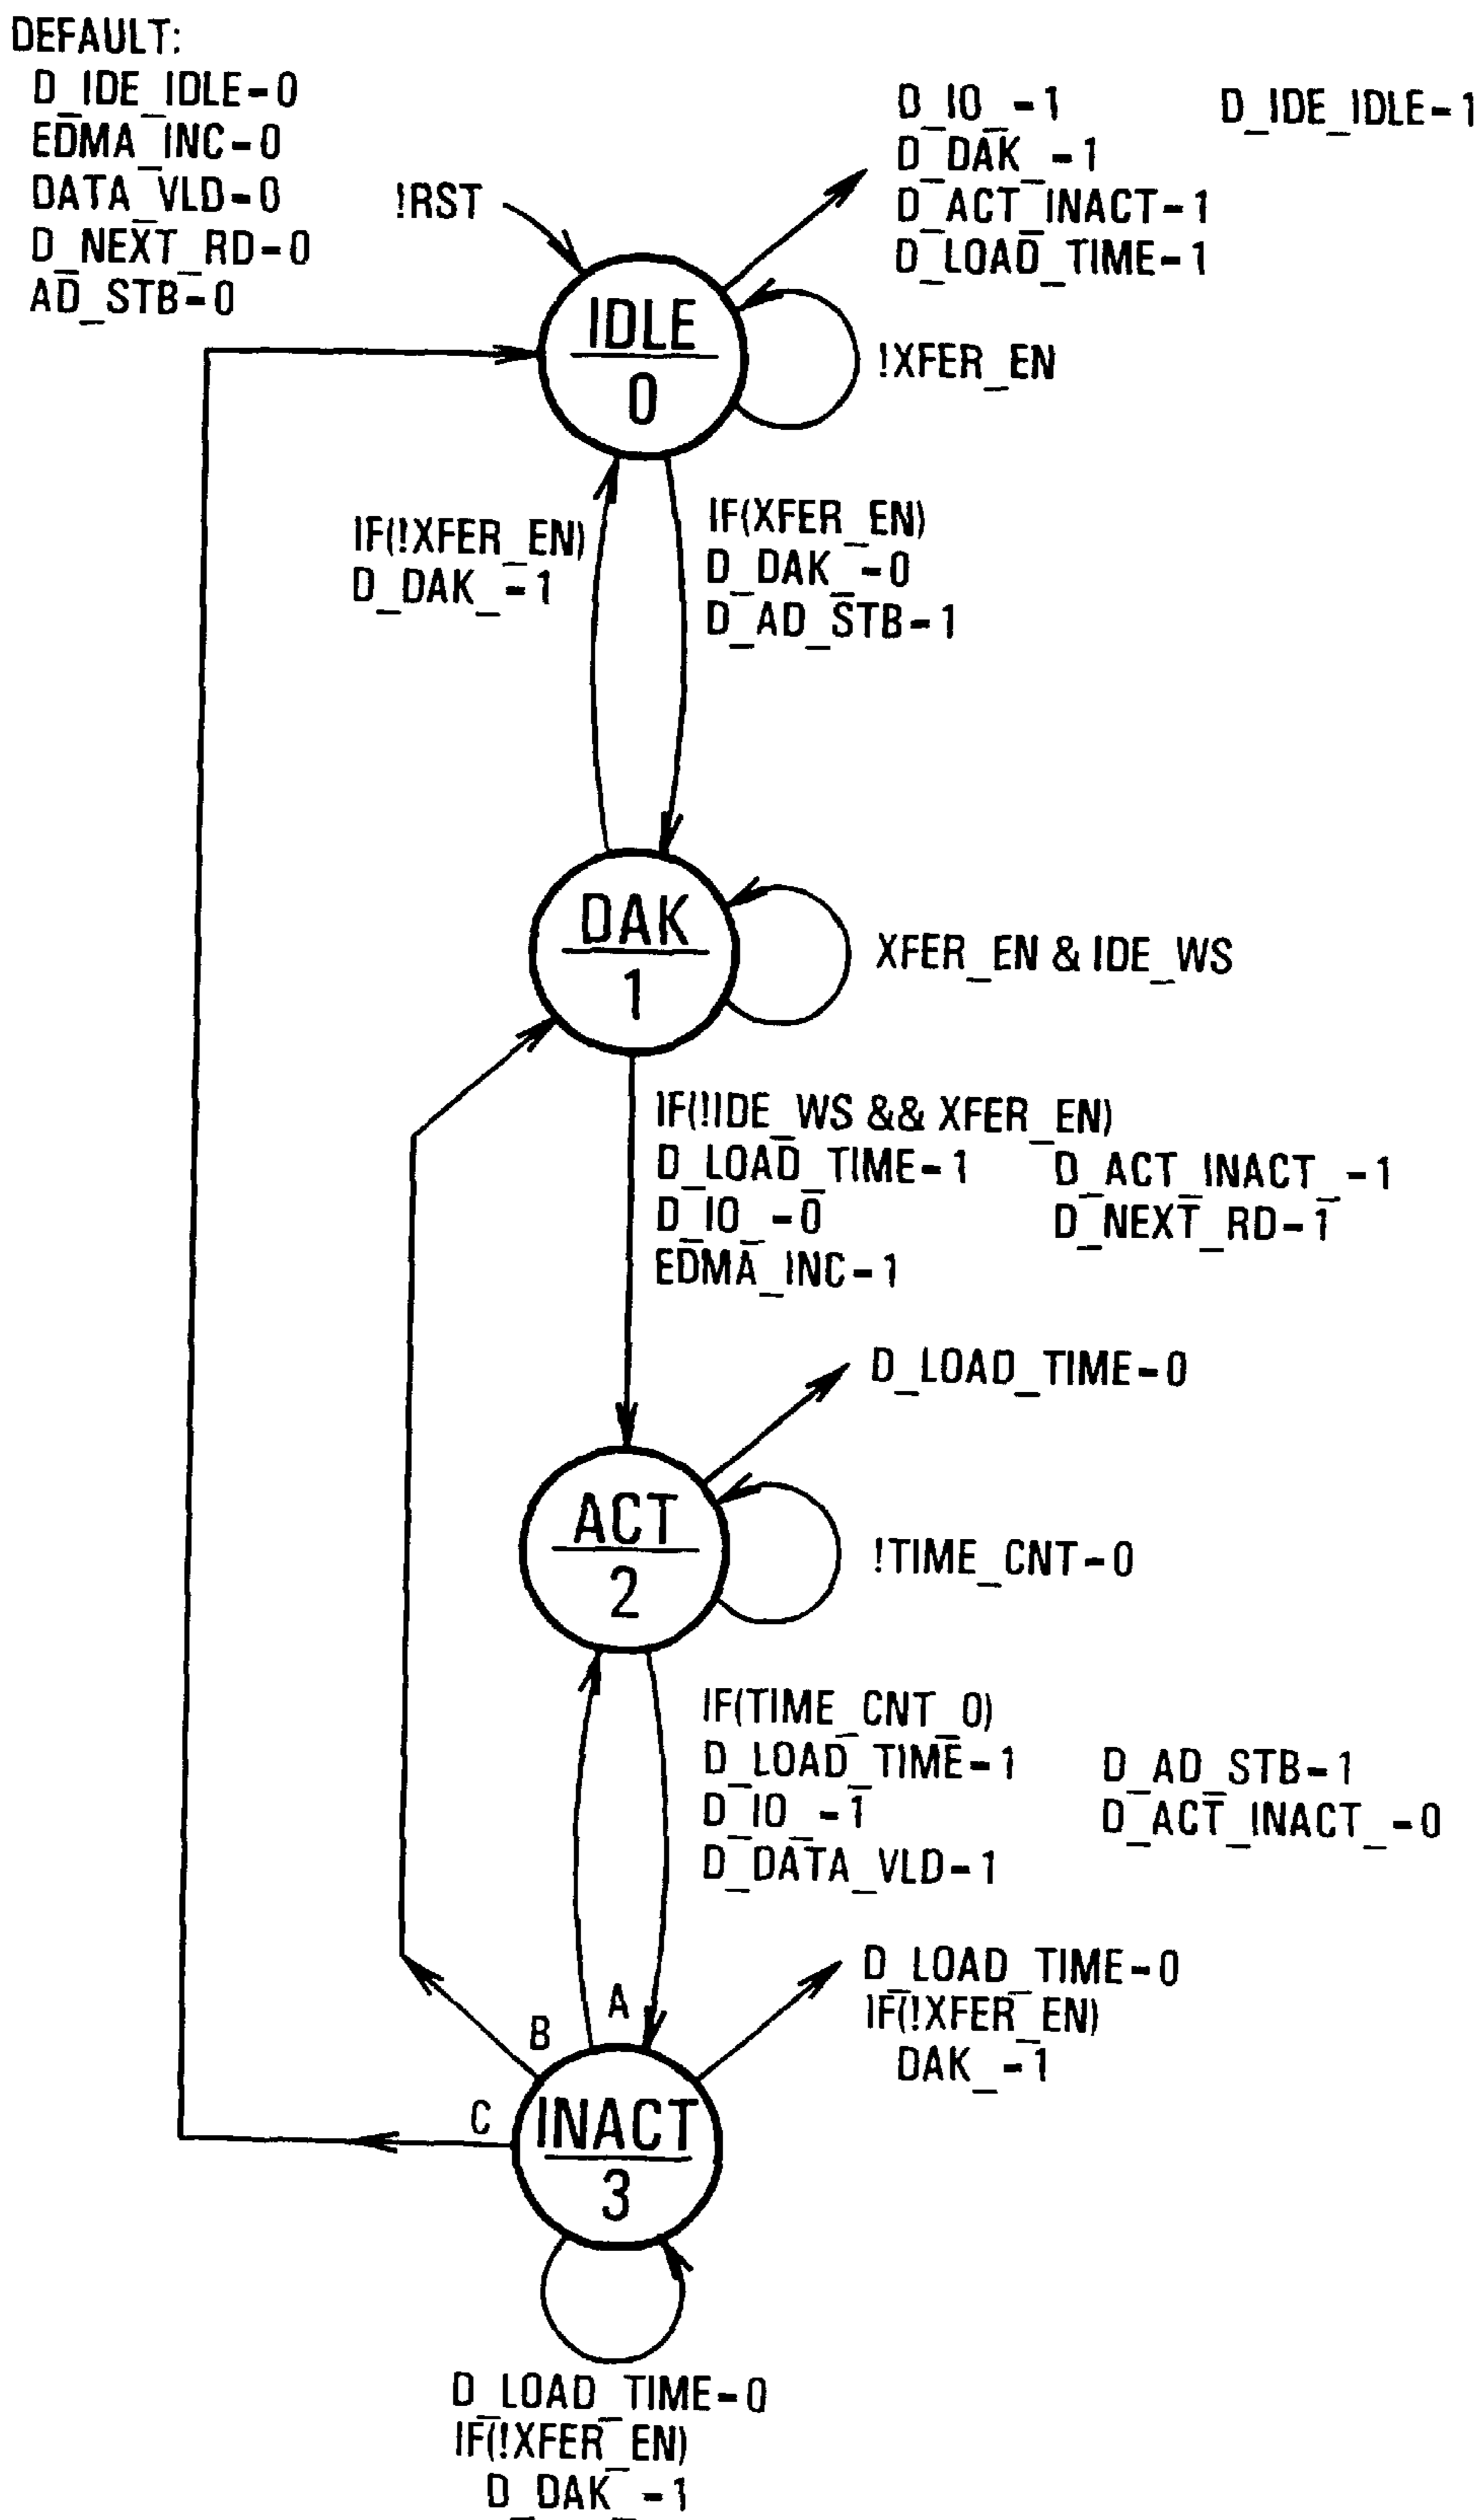 DEFAULT:
D_IDE_IDLE=0
EDMA_INC=0
DATA_VLD=0
D_NEXT_RD=0
AD_STB=0
!RST
D_IO_=1
D_IDE_IDLE=1
D_DAK_=1
D_ACT_INACT=1
D_LOAD_TIME=1
IDLE
0
!XFER_EN
IF(!XFER_EN)
D_DAK_=1
IF(XFER_EN)
D_DAK_=0
D_AD_STB=1
DAK
1
XFER_EN & IDE_WS
IF(!IDE_WS && XFER_EN)
D_LOAD_TIME=1
D_ACT_INACT_=1
D_IO_=0
D_NEXT_RD=1
EDMA_INC=1
D_LOAD_TIME=0
ACT
2
!TIME_CNT=0
IF(TIME_CNT_0)
D_LOAD_TIME=1
D_AD_STB=1
D_IO_=1
D_ACT_INACT_=0
D_DATA_VLD=1
A
B
C
D_LOAD_TIME=0
IF(!XFER_EN)
DAK_=1
INACT
3
D_LOAD_TIME=0
IF(!XFER_EN)
D_DAK_=1